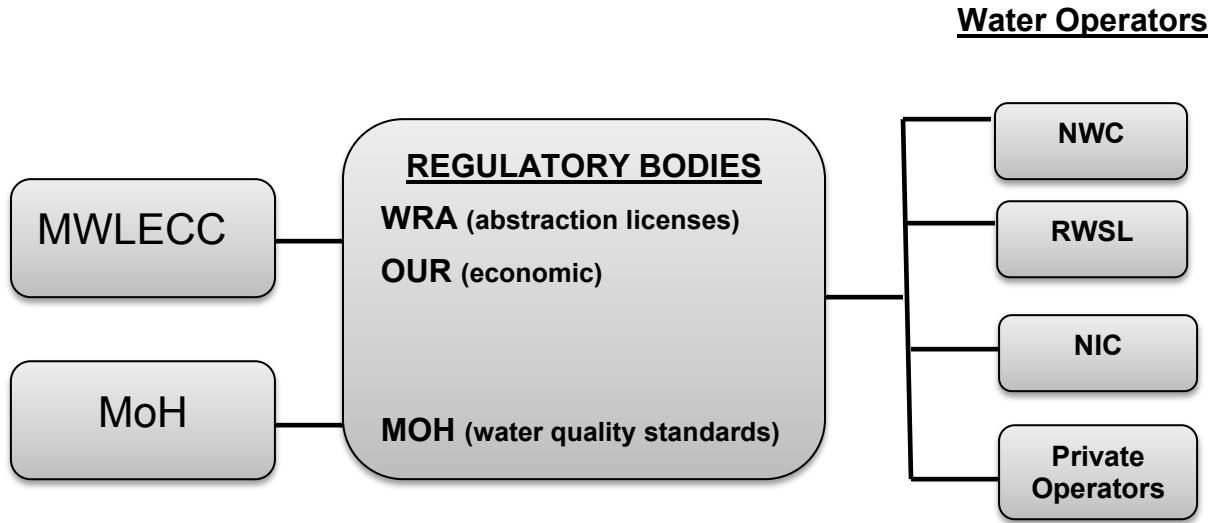 Water Operators
MWLECC
MoH
REGULATORY BODIES
WRA (abstraction licenses)
OUR (economic)
MOH (water quality standards)
NWC
RWSL
NIC
Private
Operators